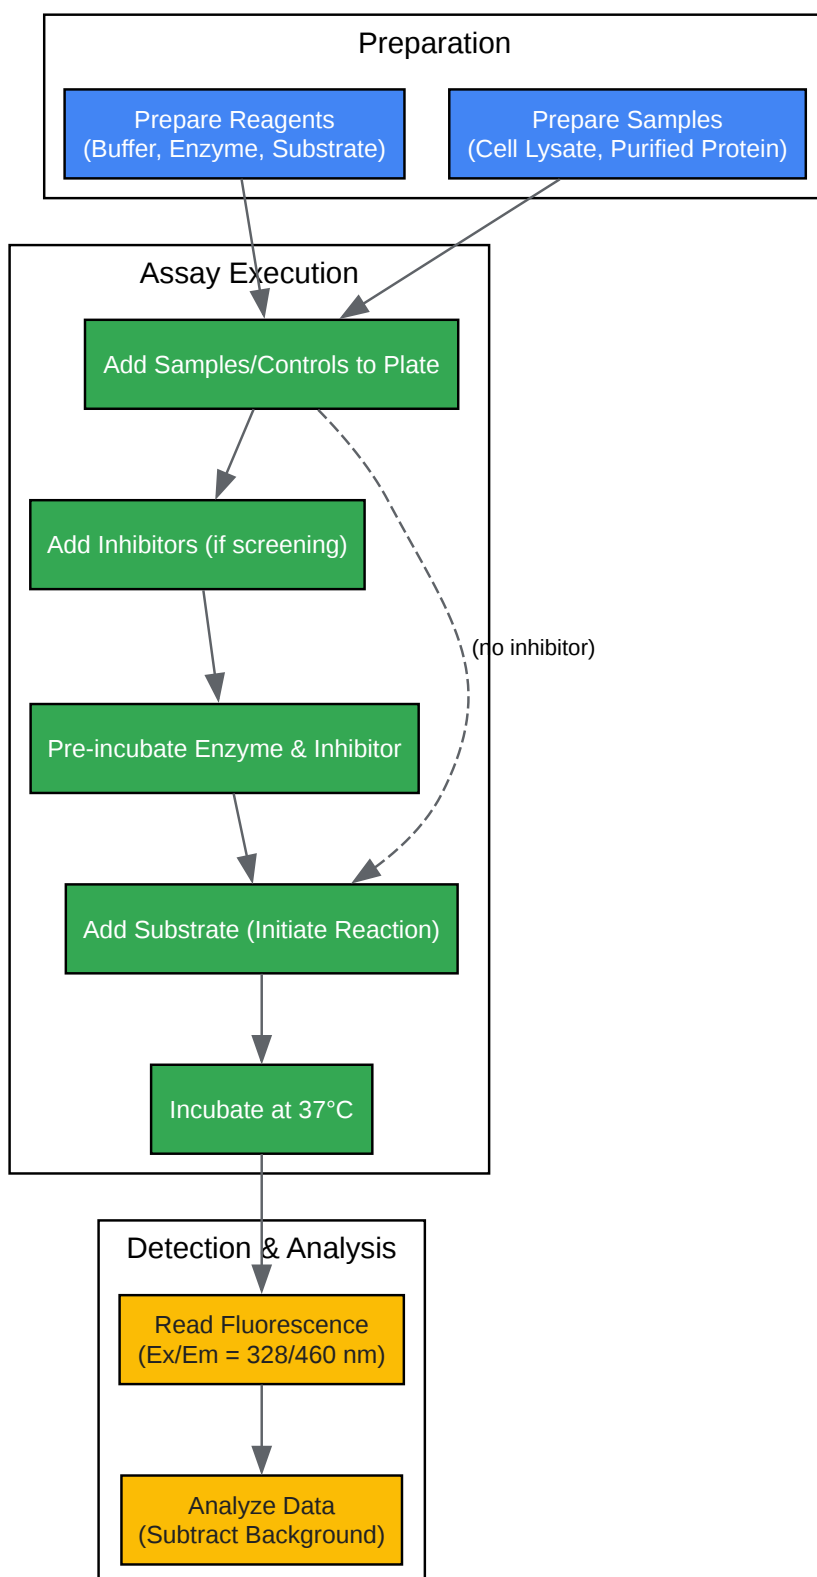 Preparation
Prepare Reagents
(Buffer, Enzyme, Substrate)
Prepare Samples
(Cell Lysate, Purified Protein)
Assay Execution
Add Samples/Controls to Plate
Add Inhibitors (if screening)
(no inhibitor)
Pre-incubate Enzyme & Inhibitor
Add Substrate (Initiate Reaction)
Incubate at 37°C
Detection & Analysis
Read Fluorescence
(Ex/Em = 328/460 nm)
Analyze Data
(Subtract Background)